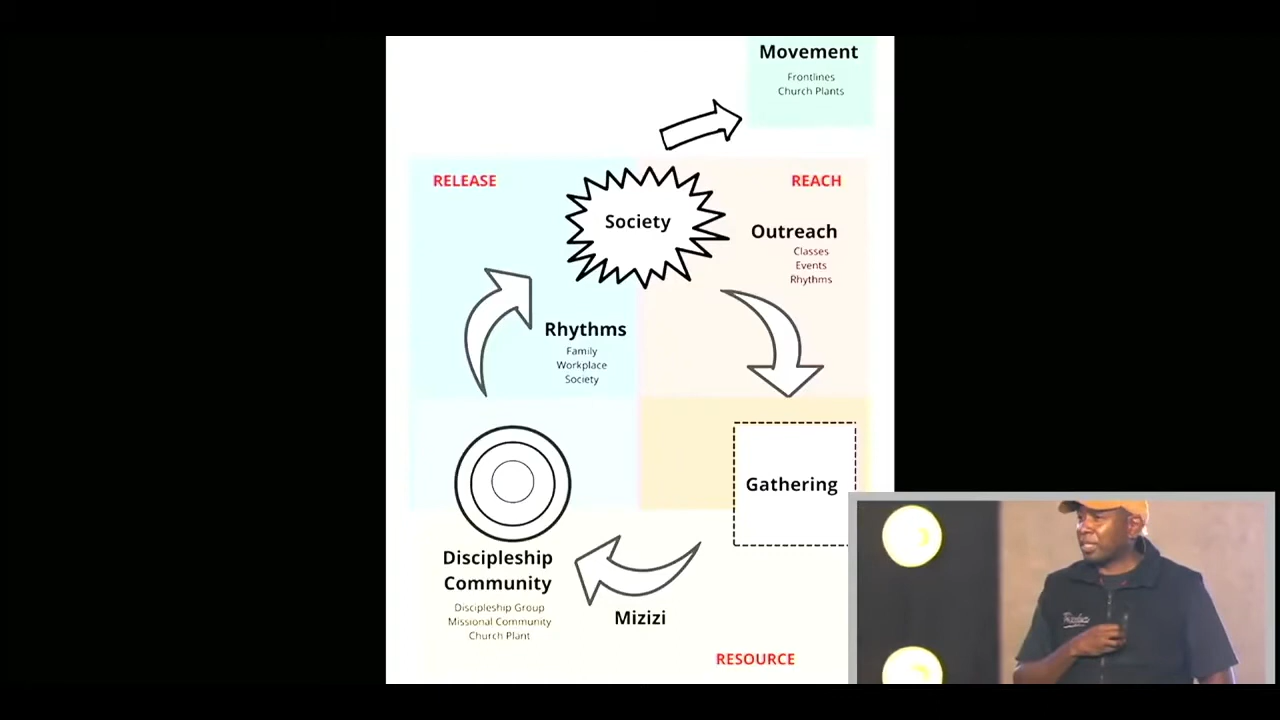 Movement
Frontlines
Church Plants
RELEASE
REACH
Society
Outreach
Classes
Events
Rhythms
Rhythms
Family
Workplace
Society
Gathering
Discipleship
Community
Discipleship Group
Missional Community
Church Plant
Mizizi
RESOURCE